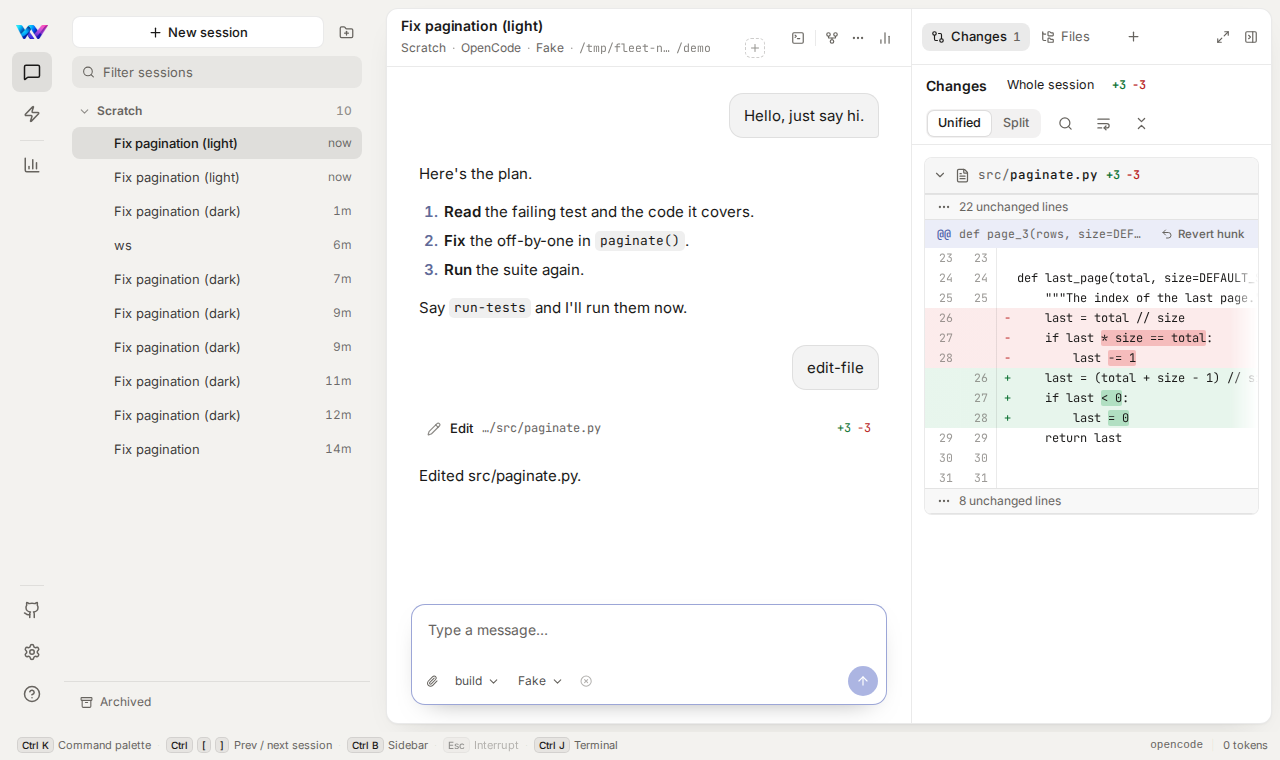 New session
Filter sessions
Scratch 10
Fix pagination (light) now
Fix pagination (light) now
Fix pagination (dark) 1m
ws 6m
Fix pagination (dark) 7m
Fix pagination (dark) 9m
Fix pagination (dark) 9m
Fix pagination (dark) 11m
Fix pagination (dark) 12m
Fix pagination 14m
Archived
Fix pagination (light)
Scratch · OpenCode · Fake · /tmp/fleet-n… /demo
Hello, just say hi.
Here's the plan.
1. Read the failing test and the code it covers.
2. Fix the off-by-one in paginate().
3. Run the suite again.
Say run-tests and I'll run them now.
edit-file
Edit …/src/paginate.py +3 -3
Edited src/paginate.py.
Type a message...
build Fake
Changes 1 Files
Changes Whole session +3 -3
Unified Split
src/paginate.py +3 -3
22 unchanged lines
@@ def page_3(rows, size=DEF… Revert hunk
23 23
24 24 def last_page(total, size=DEFAULT_
25 25 """The index of the last page.
26 - last = total // size
27 - if last * size == total:
28 - last -= 1
26 + last = (total + size - 1) // s
27 + if last < 0:
28 + last = 0
29 29 return last
30 30
31 31
8 unchanged lines
Ctrl K Command palette Ctrl [ ] Prev / next session Ctrl B Sidebar Esc Interrupt Ctrl J Terminal opencode 0 tokens